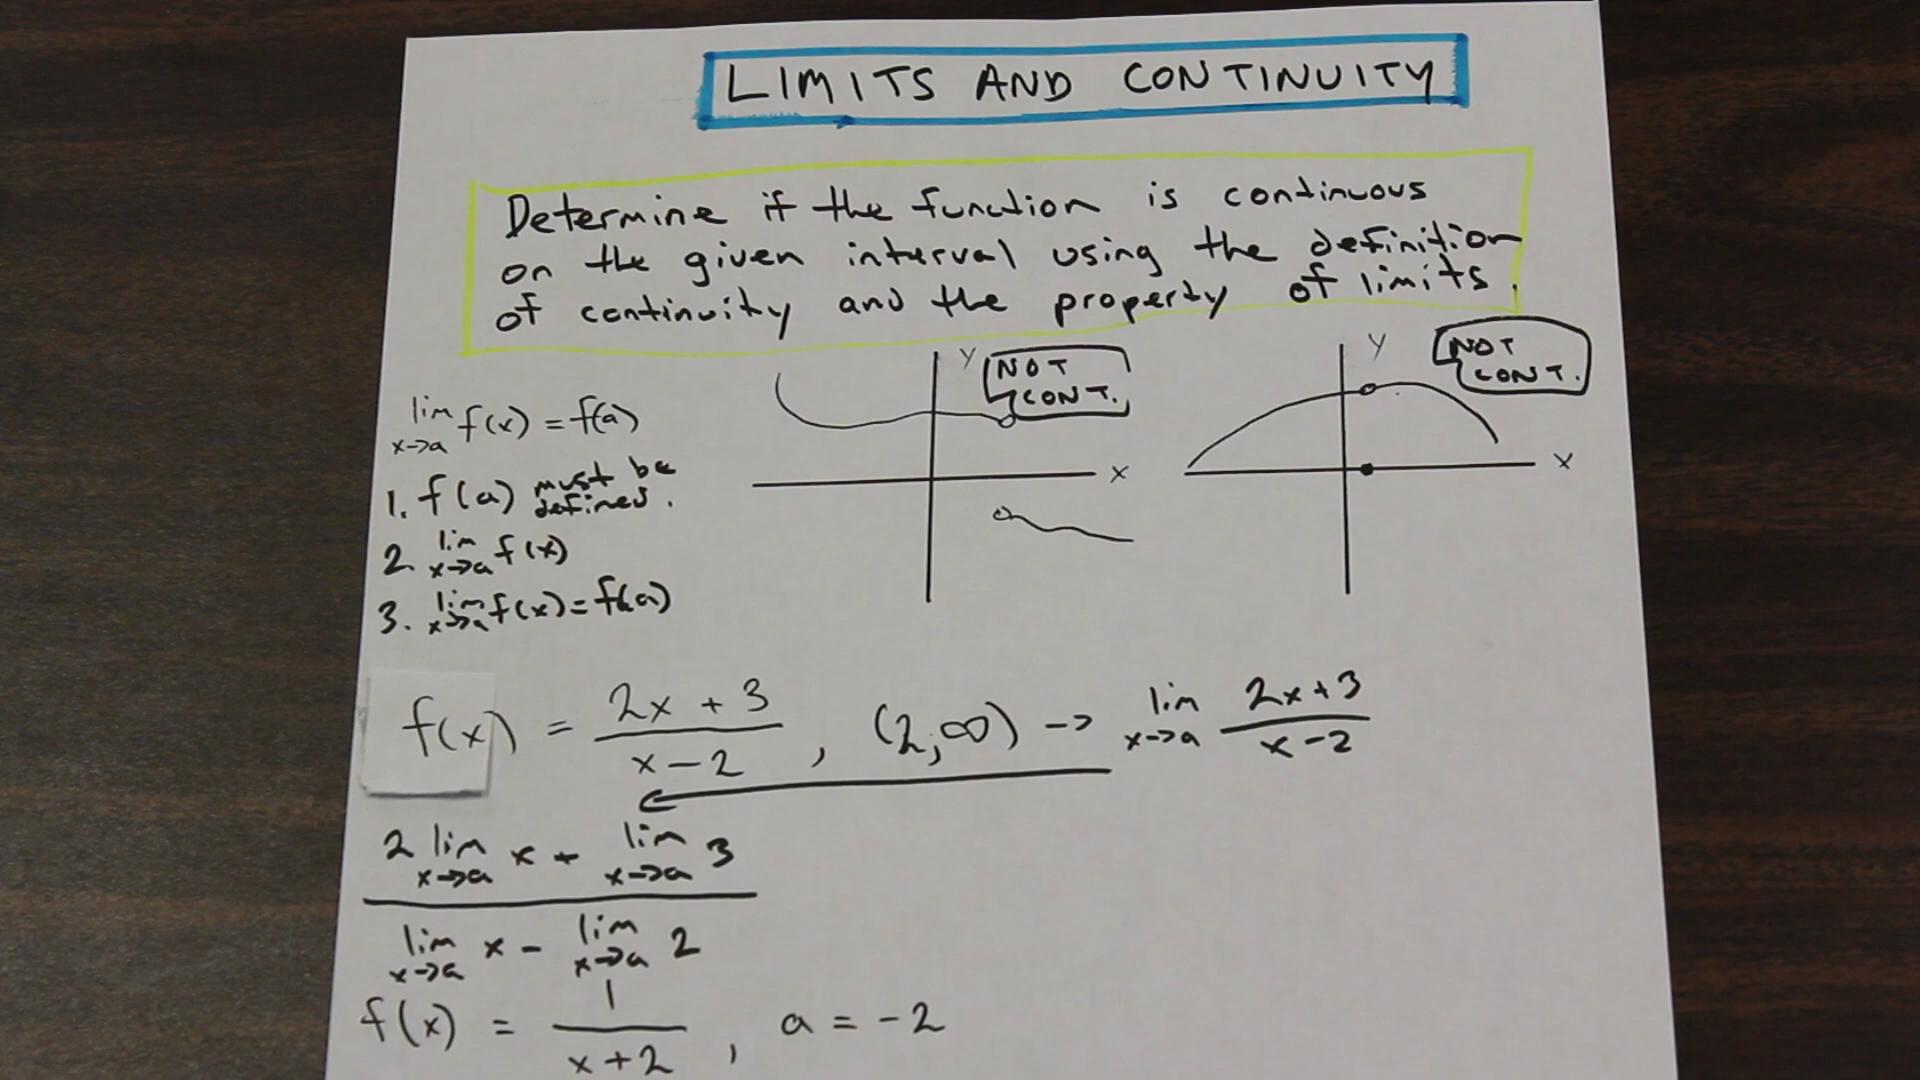 LIMITS AND CONTINUITY
Determine if the function is continuous
on the given interval using the definition
of continuity and the property of limits.
lim x→a f(x) = f(a)
1. f(a) must be defined.
2. lim x→a f(x)
3. lim x→a f(x) = f(a)
Y
NOT
CONT.
X
Y
NOT
CONT.
X
f(x) = (2x + 3)/(x - 2), (2, ∞) → lim x→a (2x+3)/(x-2)
2 lim x→a x + lim x→a 3
lim x→a x - lim x→a 2
f(x) = 1/(x+2), a = -2